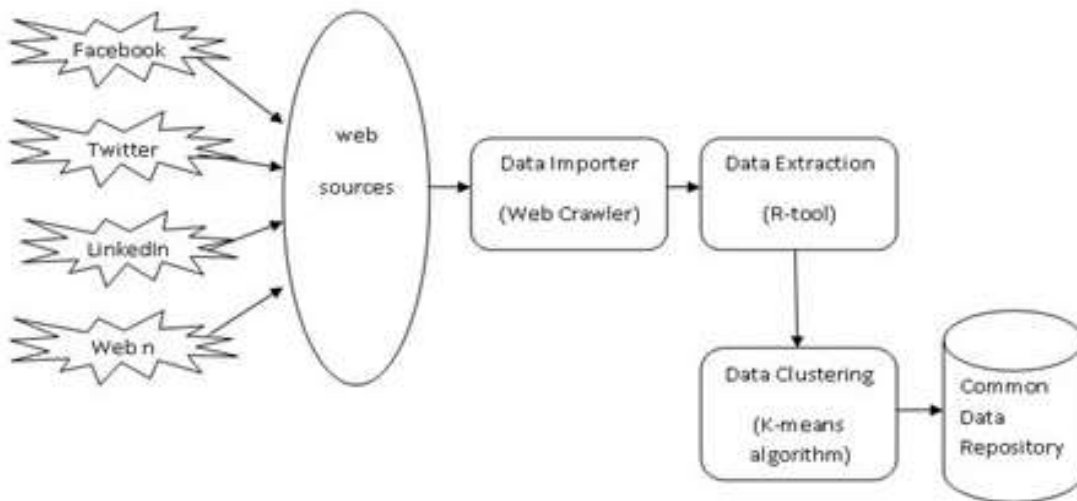 Facebook
Twitter
LinkedIn
Web n
web
sources
Data Importer
(Web Crawler)
Data Extraction
(R-tool)
Data Clustering
(K-means
algorithm)
Common
Data
Repository